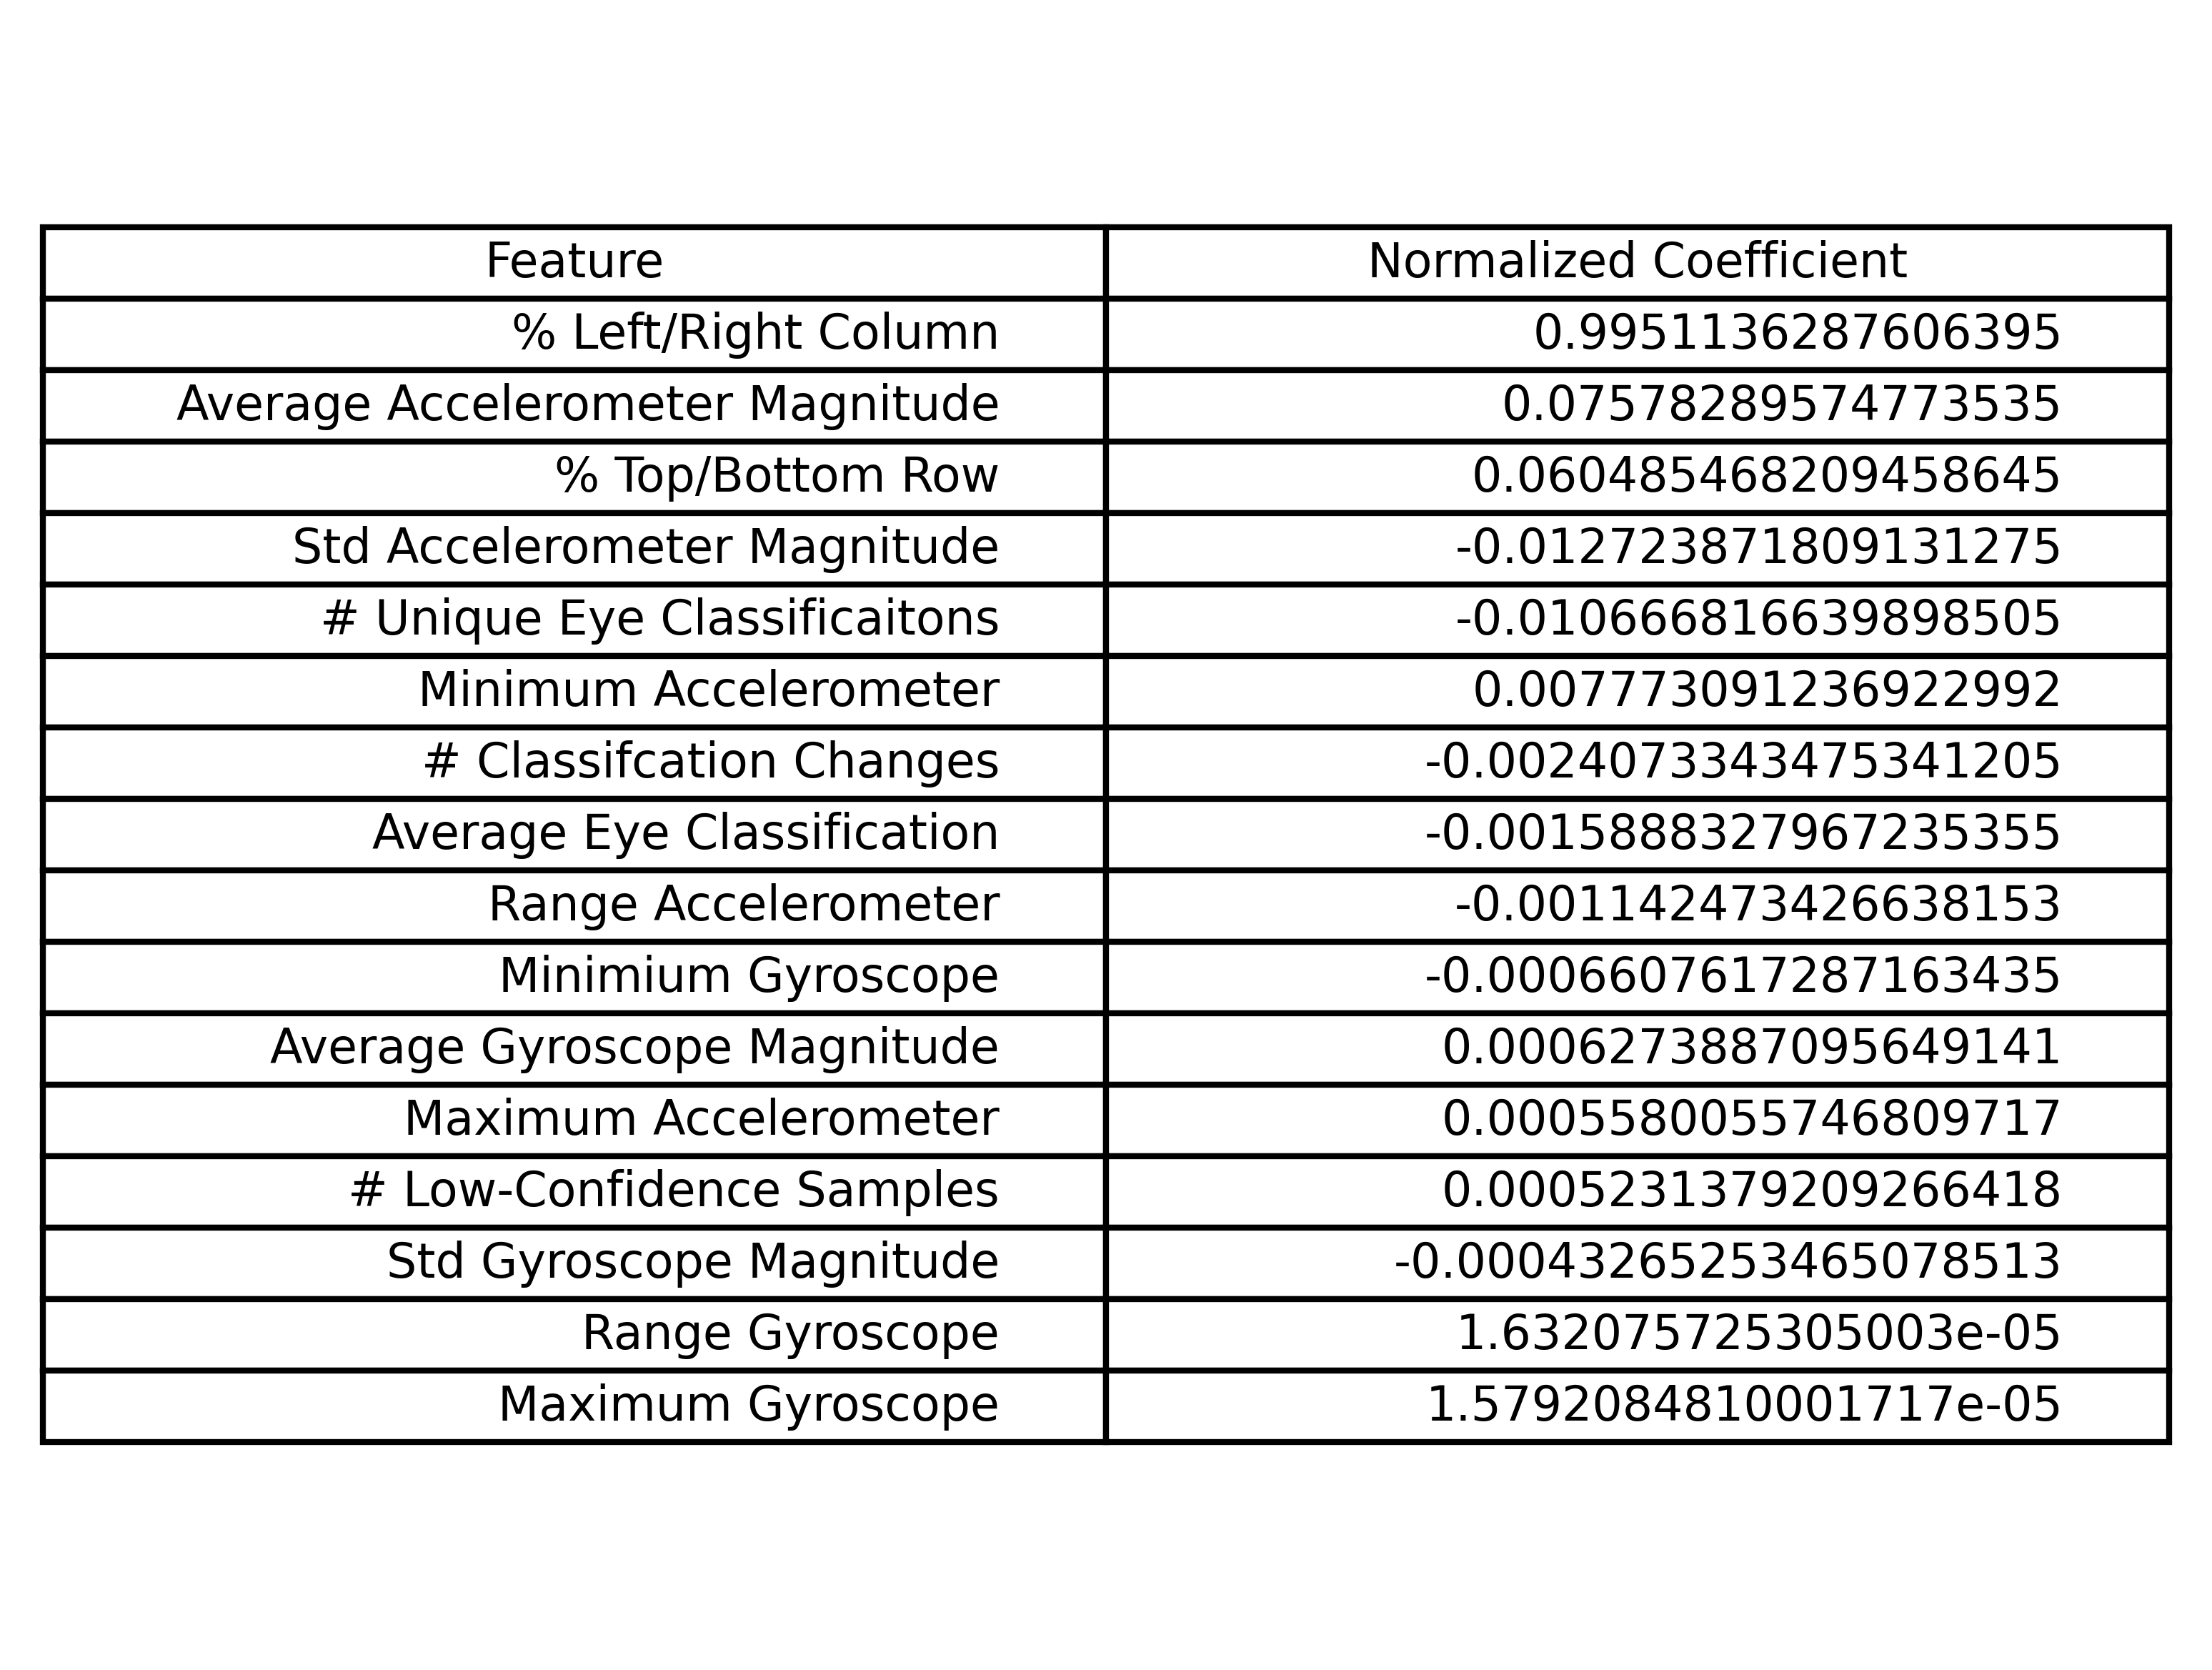 Feature Normalized Coefficient
% Left/Right Column 0.9951136287606395
Average Accelerometer Magnitude 0.07578289574773535
% Top/Bottom Row 0.060485468209458645
Std Accelerometer Magnitude -0.012723871809131275
# Unique Eye Classificaitons -0.010666816639898505
Minimum Accelerometer 0.007773091236922992
# Classifcation Changes -0.0024073343475341205
Average Eye Classification -0.0015888327967235355
Range Accelerometer -0.001142473426638153
Minimium Gyroscope -0.0006607617287163435
Average Gyroscope Magnitude 0.0006273887095649141
Maximum Accelerometer 0.0005580055746809717
# Low-Confidence Samples 0.0005231379209266418
Std Gyroscope Magnitude -0.00043265253465078513
Range Gyroscope 1.632075725305003e-05
Maximum Gyroscope 1.5792084810001717e-05